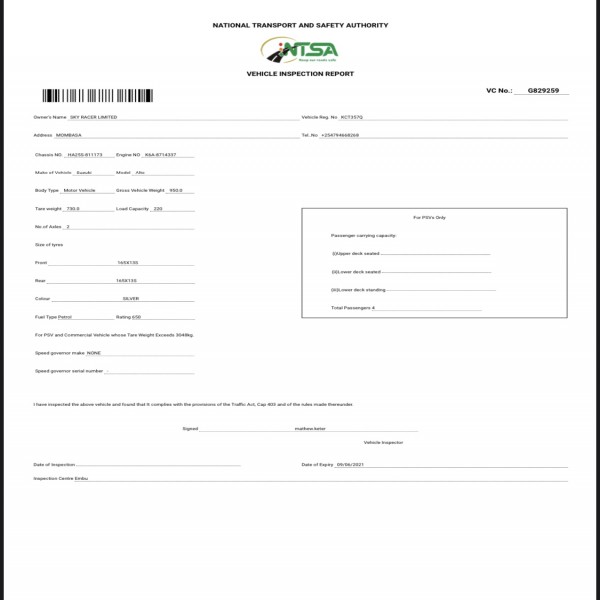 NATIONAL TRANSPORT AND SAFETY AUTHORITY
NTSA
Keep our roads safe
VEHICLE INSPECTION REPORT
VC No.: G829259
Owner's Name SKY RACER LIMITED Vehicle Reg. No KCT357Q
Address MOMBASA Tel. No +254794668268
Chassis NO HA25S-811173 Engine NO K6A-8714337
Make of Vehicle Suzuki Model Alto
Body Type Motor Vehicle Gross Vehicle Weight 950.0
Tare weight 730.0 Load Capacity 220
No.of Axles 2
Size of tyres
Front 165X135
Rear 165X135
Colour SILVER
Fuel Type Petrol Rating 650
For PSVs Only
Passenger carrying capacity:
(i)Upper deck seated
(ii)Lower deck seated
(iii)Lower deck standing
Total Passengers 4
For PSV and Commercial Vehicle whose Tare Weight Exceeds 3048kg.
Speed governor make NONE
Speed governor serial number -
I have inspected the above vehicle and found that it complies with the provisions of the Traffic Act, Cap 403 and of the rules made thereunder.
Signed mathew keter
Vehicle Inspector
Date of Inspection Date of Expiry 09/06/2021
Inspection Centre Embu